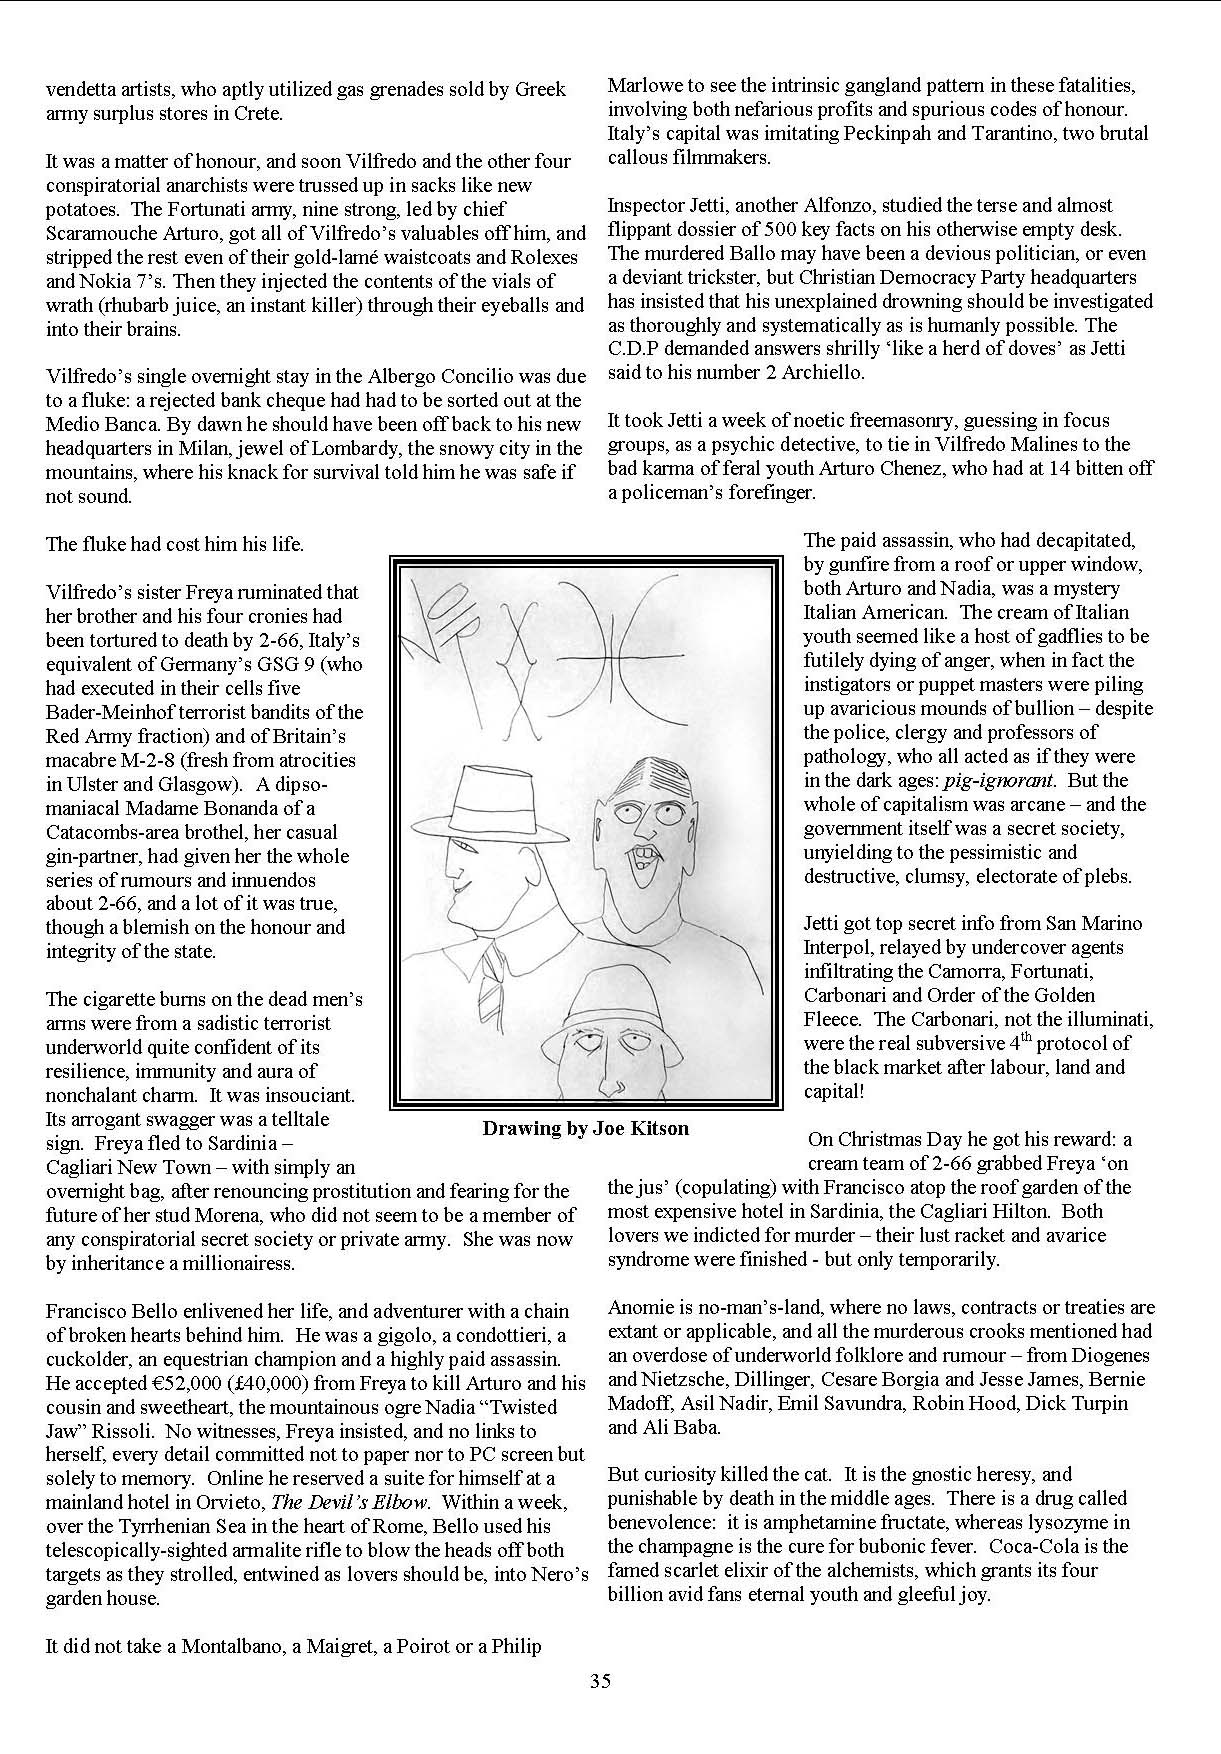 vendetta artists, who aptly utilized gas grenades sold by Greek
army surplus stores in Crete.
It was a matter of honour, and soon Vilfredo and the other four
conspiratorial anarchists were trussed up in sacks like new
potatoes.  The Fortunati army, nine strong, led by chief
Scaramouche Arturo, got all of Vilfredo’s valuables off him, and
stripped the rest even of their gold-lamé waistcoats and Rolexes
and Nokia 7’s. Then they injected the contents of the vials of
wrath (rhubarb juice, an instant killer) through their eyeballs and
into their brains.
Vilfredo’s single overnight stay in the Albergo Concilio was due
to a fluke: a rejected bank cheque had had to be sorted out at the
Medio Banca. By dawn he should have been off back to his new
headquarters in Milan, jewel of Lombardy, the snowy city in the
mountains, where his knack for survival told him he was safe if
not sound.
The fluke had cost him his life.
Vilfredo’s sister Freya ruminated that
her brother and his four cronies had
been tortured to death by 2-66, Italy’s
equivalent of Germany’s GSG 9 (who
had executed in their cells five
Bader-Meinhof terrorist bandits of the
Red Army fraction) and of Britain’s
macabre M-2-8 (fresh from atrocities
in Ulster and Glasgow).  A dipso-
maniacal Madame Bonanda of a
Catacombs-area brothel, her casual
gin-partner, had given her the whole
series of rumours and innuendos
about 2-66, and a lot of it was true,
though a blemish on the honour and
integrity of the state.
The cigarette burns on the dead men’s
arms were from a sadistic terrorist
underworld quite confident of its
resilience, immunity and aura of
nonchalant charm.  It was insouciant.
Its arrogant swagger was a telltale
sign.  Freya fled to Sardinia –
Cagliari New Town – with simply an
overnight bag, after renouncing prostitution and fearing for the
future of her stud Morena, who did not seem to be a member of
any conspiratorial secret society or private army.  She was now
by inheritance a millionairess.
Francisco Bello enlivened her life, and adventurer with a chain
of broken hearts behind him.  He was a gigolo, a condottieri, a
cuckolder, an equestrian champion and a highly paid assassin.
He accepted €52,000 (£40,000) from Freya to kill Arturo and his
cousin and sweetheart, the mountainous ogre Nadia “Twisted
Jaw” Rissoli.  No witnesses, Freya insisted, and no links to
herself, every detail committed not to paper nor to PC screen but
solely to memory.  Online he reserved a suite for himself at a
mainland hotel in Orvieto, The Devil’s Elbow.  Within a week,
over the Tyrrhenian Sea in the heart of Rome, Bello used his
telescopically-sighted armalite rifle to blow the heads off both
targets as they strolled, entwined as lovers should be, into Nero’s
garden house.
It did not take a Montalbano, a Maigret, a Poirot or a Philip
Marlowe to see the intrinsic gangland pattern in these fatalities,
involving both nefarious profits and spurious codes of honour.
Italy’s capital was imitating Peckinpah and Tarantino, two brutal
callous filmmakers.
Inspector Jetti, another Alfonzo, studied the terse and almost
flippant dossier of 500 key facts on his otherwise empty desk.
The murdered Ballo may have been a devious politician, or even
a deviant trickster, but Christian Democracy Party headquarters
has insisted that his unexplained drowning should be investigated
as thoroughly and systematically as is humanly possible. The
C.D.P demanded answers shrilly ‘like a herd of doves’ as Jetti
said to his number 2 Archiello.
It took Jetti a week of noetic freemasonry, guessing in focus
groups, as a psychic detective, to tie in Vilfredo Malines to the
bad karma of feral youth Arturo Chenez, who had at 14 bitten off
a policeman’s forefinger.
The paid assassin, who had decapitated,
by gunfire from a roof or upper window,
both Arturo and Nadia, was a mystery
Italian American.  The cream of Italian
youth seemed like a host of gadflies to be
futilely dying of anger, when in fact the
instigators or puppet masters were piling
up avaricious mounds of bullion – despite
the police, clergy and professors of
pathology, who all acted as if they were
in the dark ages: pig-ignorant.  But the
whole of capitalism was arcane – and the
government itself was a secret society,
unyielding to the pessimistic and
destructive, clumsy, electorate of plebs.
Jetti got top secret info from San Marino
Interpol, relayed by undercover agents
infiltrating the Camorra, Fortunati,
Carbonari and Order of the Golden
Fleece.  The Carbonari, not the illuminati,
were the real subversive 4th protocol of
the black market after labour, land and
capital!
On Christmas Day he got his reward: a
cream team of 2-66 grabbed Freya ‘on
the jus’ (copulating) with Francisco atop the roof garden of the
most expensive hotel in Sardinia, the Cagliari Hilton.  Both
lovers we indicted for murder – their lust racket and avarice
syndrome were finished - but only temporarily.
Anomie is no-man’s-land, where no laws, contracts or treaties are
extant or applicable, and all the murderous crooks mentioned had
an overdose of underworld folklore and rumour – from Diogenes
and Nietzsche, Dillinger, Cesare Borgia and Jesse James, Bernie
Madoff, Asil Nadir, Emil Savundra, Robin Hood, Dick Turpin
and Ali Baba.
But curiosity killed the cat.  It is the gnostic heresy, and
punishable by death in the middle ages.  There is a drug called
benevolence:  it is amphetamine fructate, whereas lysozyme in
the champagne is the cure for bubonic fever.  Coca-Cola is the
famed scarlet elixir of the alchemists, which grants its four
billion avid fans eternal youth and gleeful joy.
Drawing by Joe Kitson
35